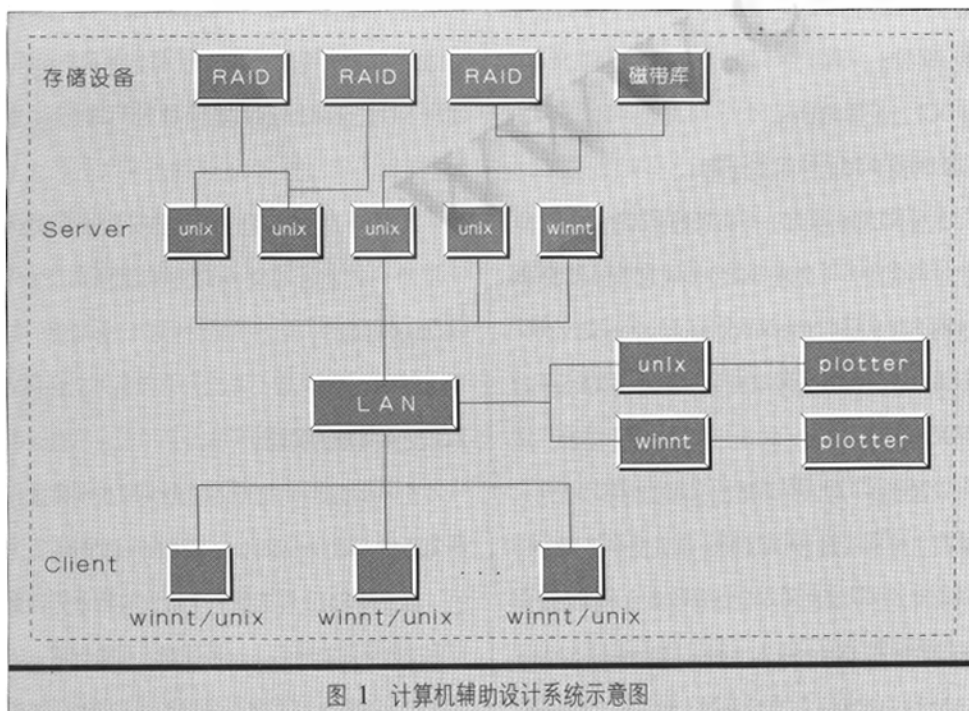 存储设备 RAID RAID RAID 磁带库
Server unix unix unix unix winnt
unix plotter
LAN
winnt plotter
Client ...
winnt/unix winnt/unix winnt/unix
图 1 计算机辅助设计系统示意图
www.c